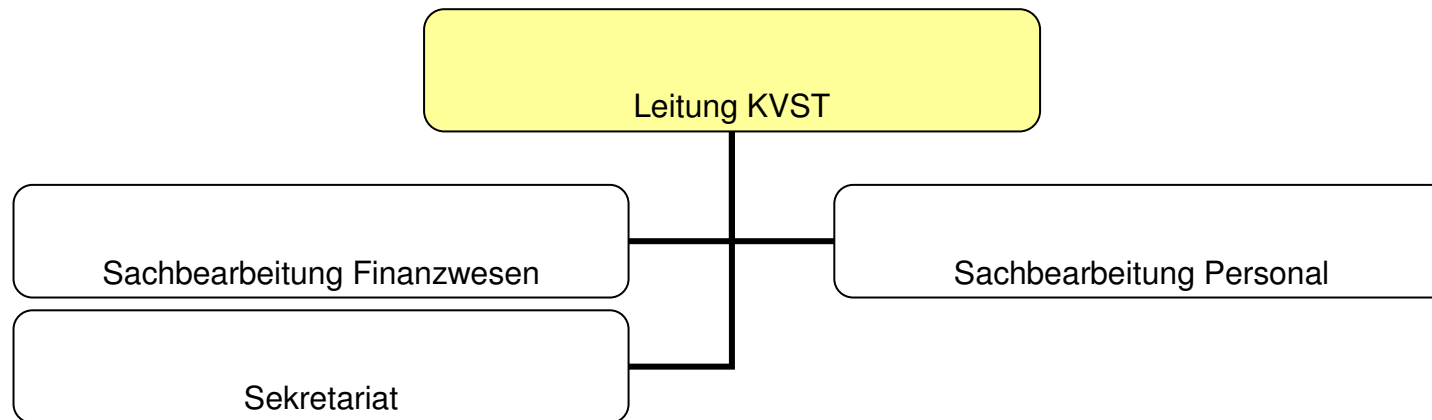 Leitung KVST
Sachbearbeitung Finanzwesen
Sachbearbeitung Personal
Sekretariat